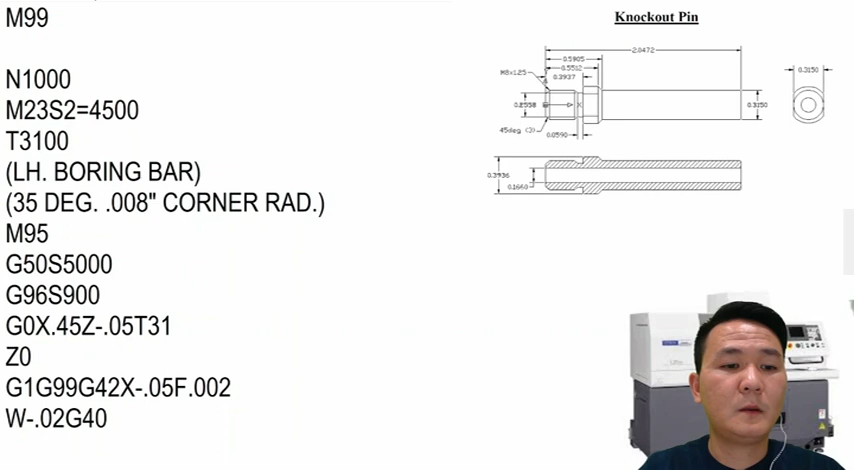 M99
N1000
M23S2=4500
T3100
(LH. BORING BAR)
(35 DEG. .008" CORNER RAD.)
M95
G50S5000
G96S900
G0X.45Z-.05T31
Z0
G1G99G42X-.05F.002
W-.02G40
Knockout Pin
2.0472
0.5905
0.5512
M8x1.25
0.3937
0.3150
0.2558
X
0.3150
45deg (3)
0.0590
0.3936
0.1660